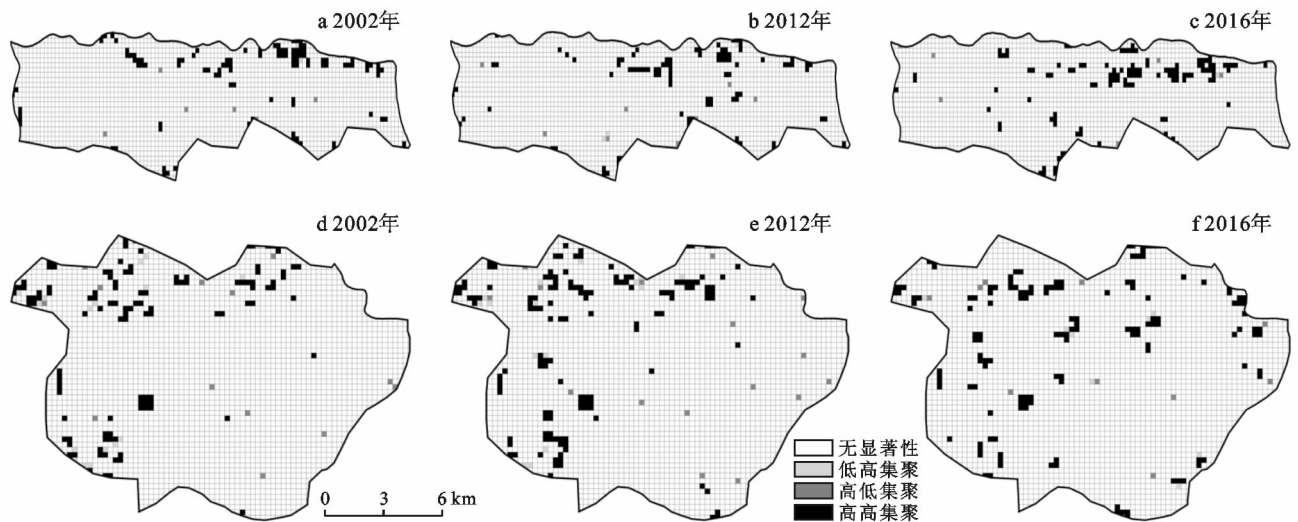 a 2002年
b 2012年
c 2016年
d 2002年
e 2012年
f 2016年
无显著性
低高集聚
高低集聚
高高集聚
0 3 6 km